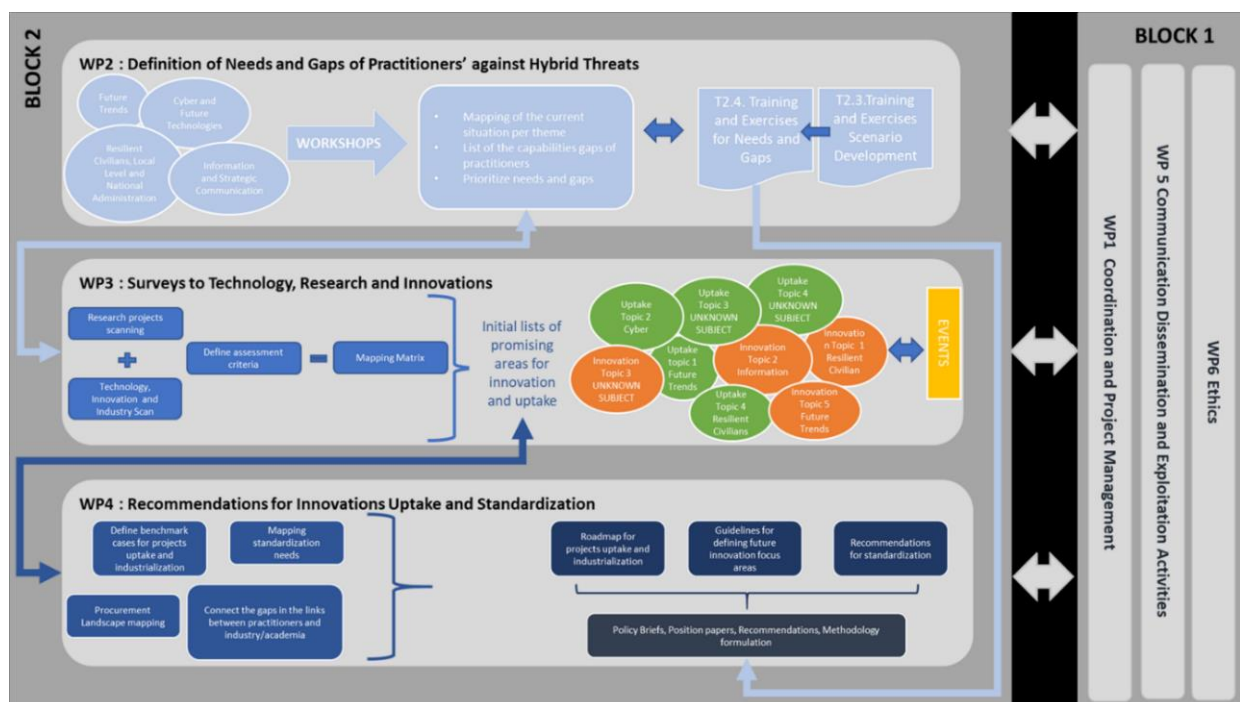 BLOCK 2
WP2 : Definition of Needs and Gaps of Practitioners' against Hybrid Threats
Future
Trends
Cyber and
Future
Technologies
Resilient
Civilians, Local
Level and
National
Administration
Information
and Strategic
Communication
WORKSHOPS
• Mapping of the current
situation per theme
• List of the capabilities gaps of
practitioners
• Prioritize needs and gaps
T2.4. Training
and Exercises
for Needs and
Gaps
T2.3.Training
and Exercises
Scenario
Development
WP3 : Surveys to Technology, Research and Innovations
Research projects
scanning
Technology,
Innovation and
Industry Scan
Define assessment
criteria
Mapping Matrix
Initial lists of
promising
areas for
innovation
and uptake
Uptake
Topic 2
Cyber
Uptake
Topic 3
UNKNOWN
SUBJECT
Uptake
Topic 4
UNKNOWN
SUBJECT
Innovation
Topic 3
UNKNOWN
SUBJECT
Uptake
topic 1
Future
Trends
Innovation
Topic 2
Information
Innovatio
n Topic 1
Resilient
Civilian
Uptake
Topic 4
Resilient
Civilians
Innovation
Topic 5
Future
Trends
EVENTS
WP4 : Recommendations for Innovations Uptake and Standardization
Define benchmark
cases for projects
uptake and
industrialization
Mapping
standardization
needs
Procurement
Landscape mapping
Connect the gaps in the links
between practitioners and
industry/academia
Roadmap for
projects uptake and
industrialization
Guidelines for
defining future
innovation focus
areas
Recommendations
for standardization
Policy Briefs, Position papers, Recommendations, Methodology
formulation
BLOCK 1
WP1 Coordination and Project Management
WP 5 Communication Dissemination and Exploitation Activities
WP6 Ethics